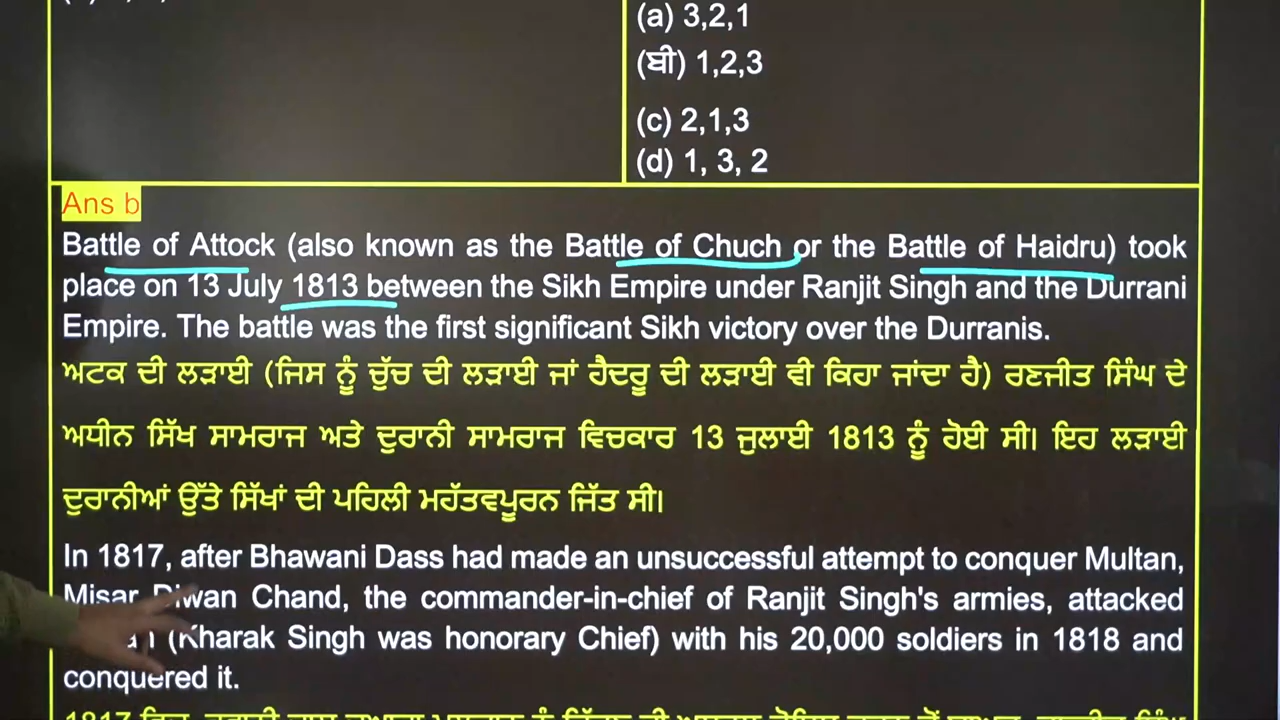 (a) 3,2,1
(ਬੀ) 1,2,3
(c) 2,1,3
(d) 1, 3, 2
Ans b
Battle of Attock (also known as the Battle of Chuch or the Battle of Haidru) took
place on 13 July 1813 between the Sikh Empire under Ranjit Singh and the Durrani
Empire. The battle was the first significant Sikh victory over the Durranis.
ਅਟਕ ਦੀ ਲੜਾਈ (ਜਿਸ ਨੂੰ ਚੁੱਚ ਦੀ ਲੜਾਈ ਜਾਂ ਹੈਦਰੂ ਦੀ ਲੜਾਈ ਵੀ ਕਿਹਾ ਜਾਂਦਾ ਹੈ) ਰਣਜੀਤ ਸਿੰਘ ਦੇ
ਅਧੀਨ ਸਿੱਖ ਸਾਮਰਾਜ ਅਤੇ ਦੁਰਾਨੀ ਸਾਮਰਾਜ ਵਿਚਕਾਰ 13 ਜੁਲਾਈ 1813 ਨੂੰ ਹੋਈ ਸੀ। ਇਹ ਲੜਾਈ
ਦੁਰਾਨੀਆਂ ਉੱਤੇ ਸਿੱਖਾਂ ਦੀ ਪਹਿਲੀ ਮਹੱਤਵਪੂਰਨ ਜਿੱਤ ਸੀ।
In 1817, after Bhawani Dass had made an unsuccessful attempt to conquer Multan,
Misar Diwan Chand, the commander-in-chief of Ranjit Singh's armies, attacked
(Kharak Singh was honorary Chief) with his 20,000 soldiers in 1818 and
conquered it.